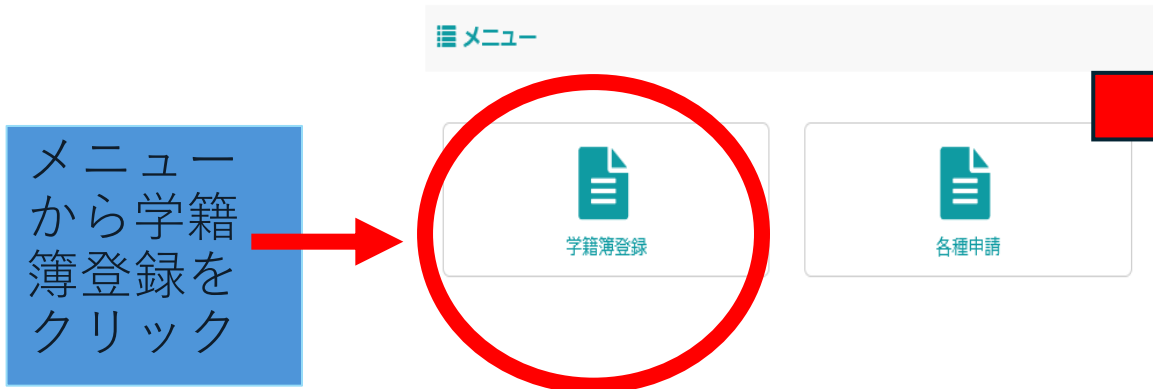 メニュー
メニュー
から学籍
簿登録を
クリック
学籍簿登録
各種申請